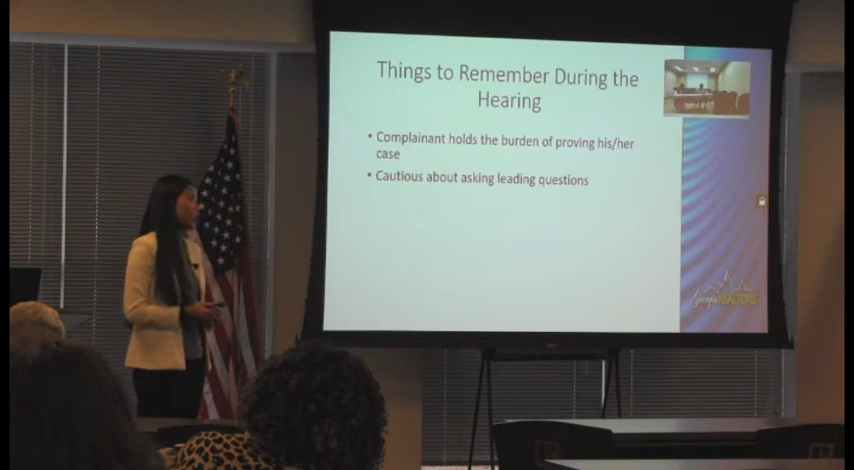 Things to Remember During the
Hearing
• Complainant holds the burden of proving his/her
case
• Cautious about asking leading questions
Georgia REALTORS